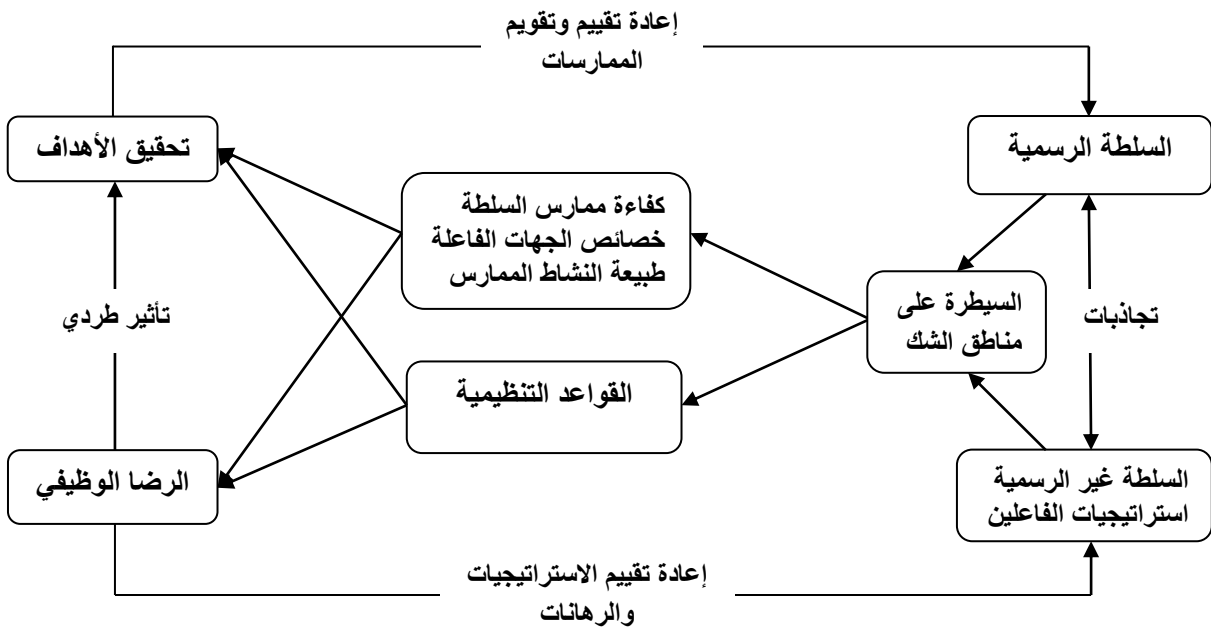 إعادة تقييم وتقويم
الممارسات
السلطة الرسمية
تحقيق الأهداف
كفاءة ممارس السلطة
خصائص الجهات الفاعلة
طبيعة النشاط الممارس
السيطرة على
مناطق الشك
تجاذبات
تأثير طردي
القواعد التنظيمية
السلطة غير الرسمية
استراتيجيات الفاعلين
الرضا الوظيفي
إعادة تقييم الاستراتيجيات
والرهانات